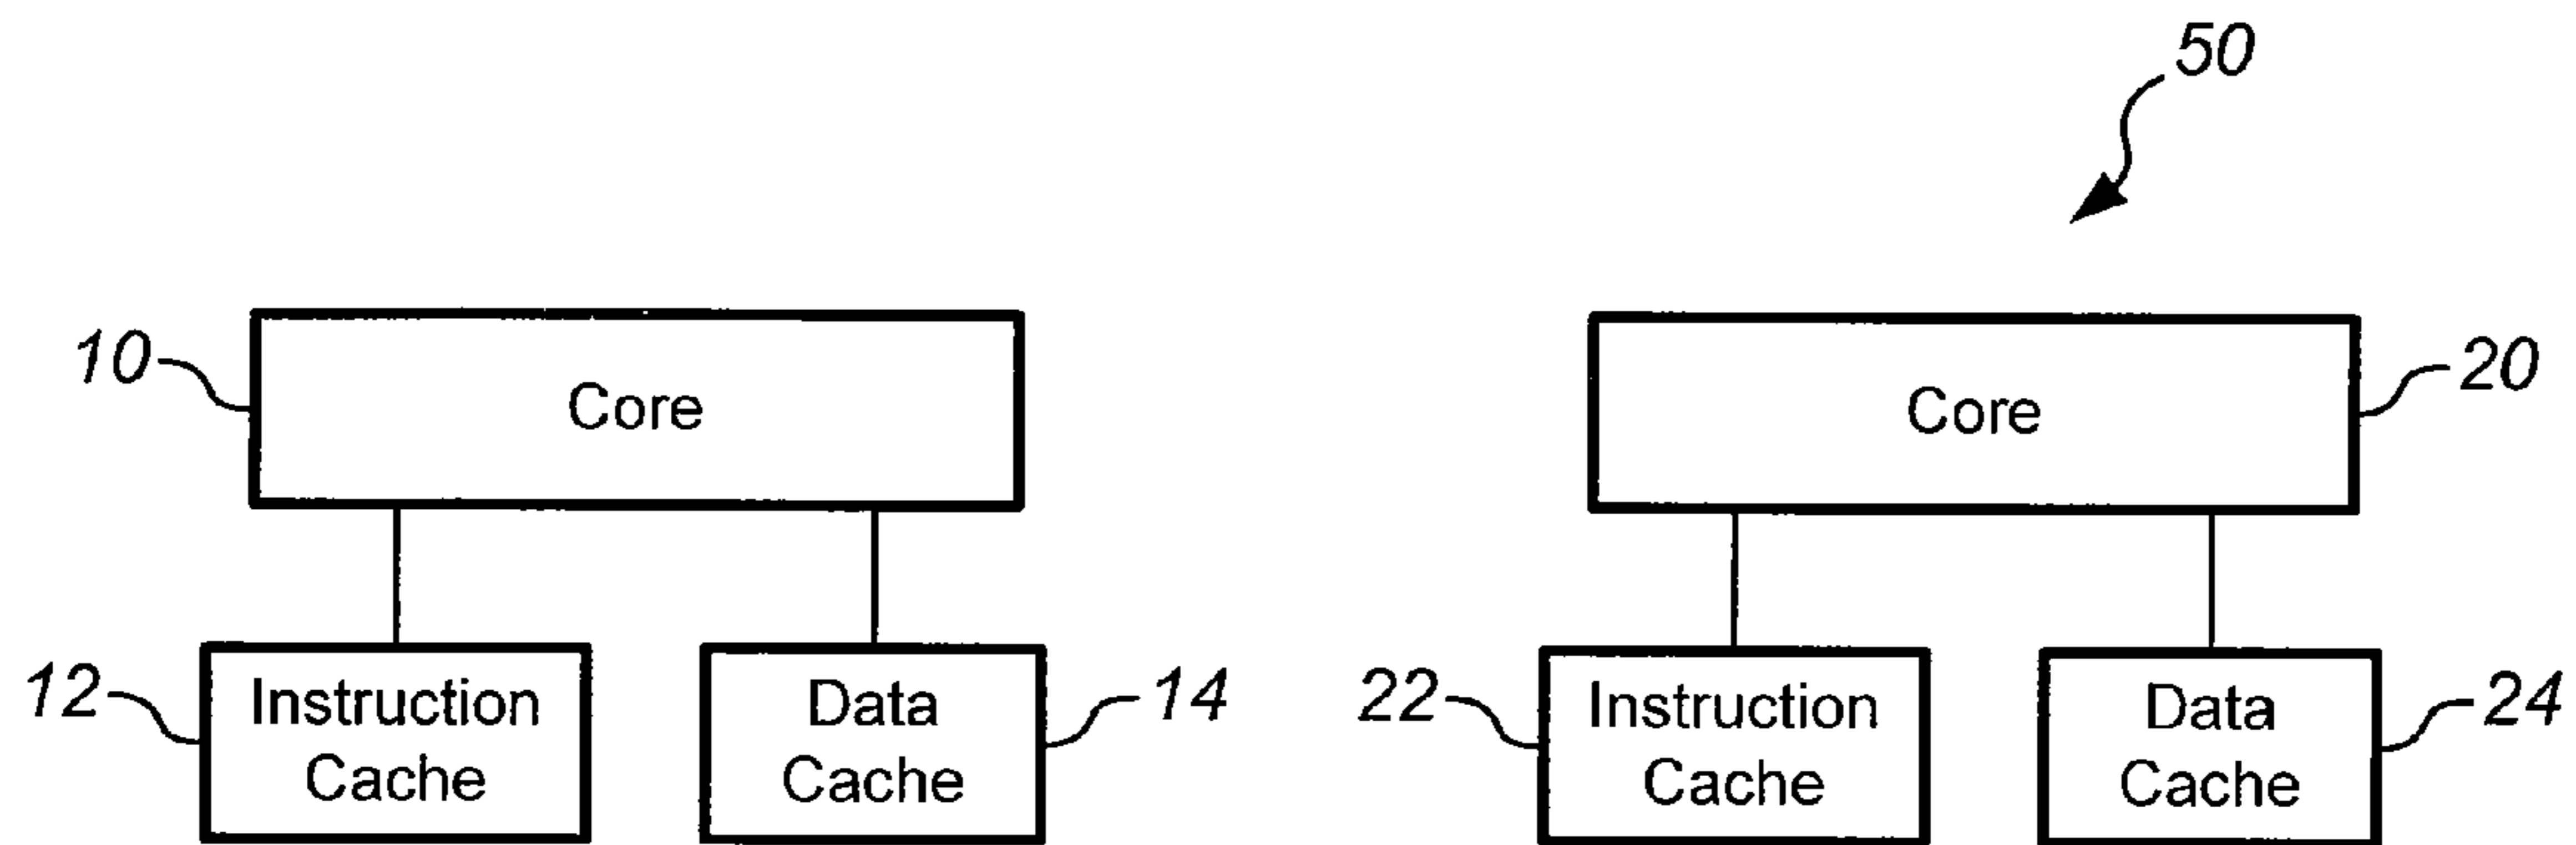 50
10
Core
Core
20
12
Instruction
Cache
Data
Cache
14
22
Instruction
Cache
Data
Cache
24